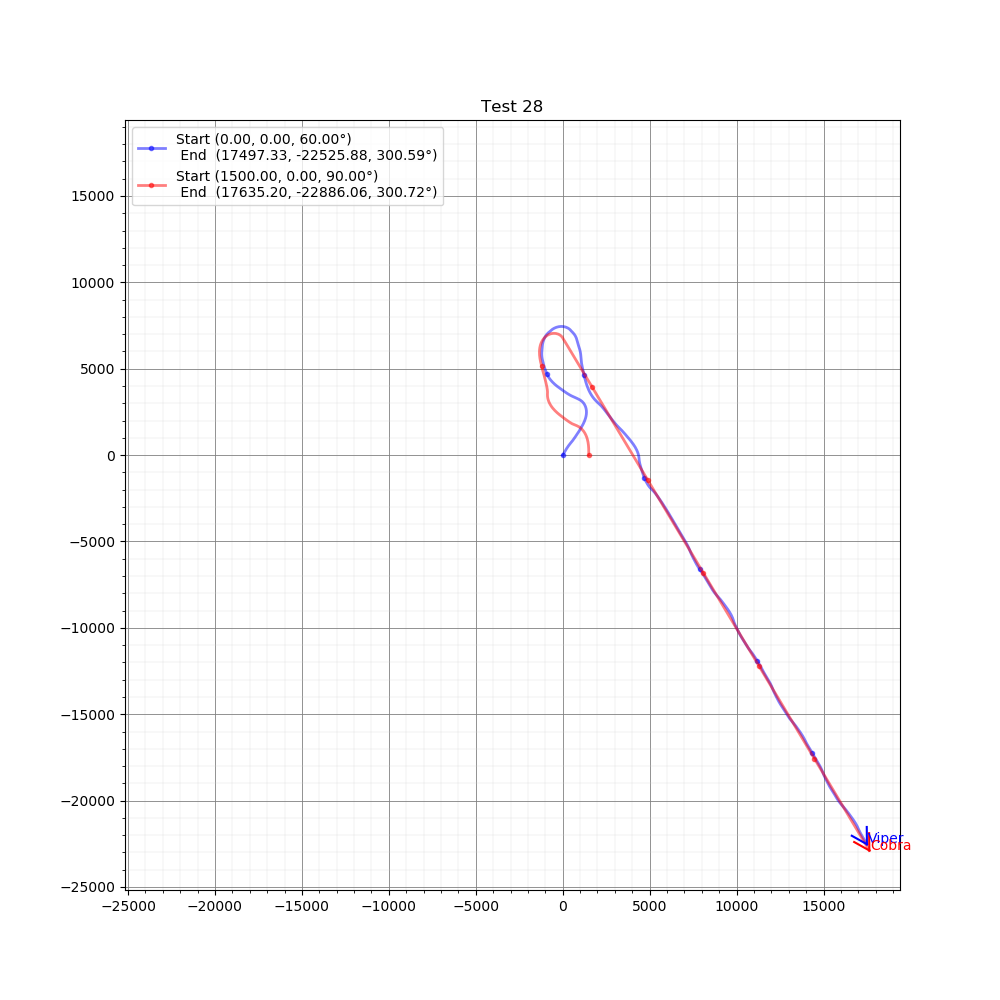 Test 28
Start (0.00, 0.00, 60.00°)
End  (17497.33, -22525.88, 300.59°)
Start (1500.00, 0.00, 90.00°)
End  (17635.20, -22886.06, 300.72°)
15000
10000
5000
0
−5000
−10000
−15000
−20000
−25000
Viper
Cobra
−25000 −20000 −15000 −10000 −5000 0 5000 10000 15000